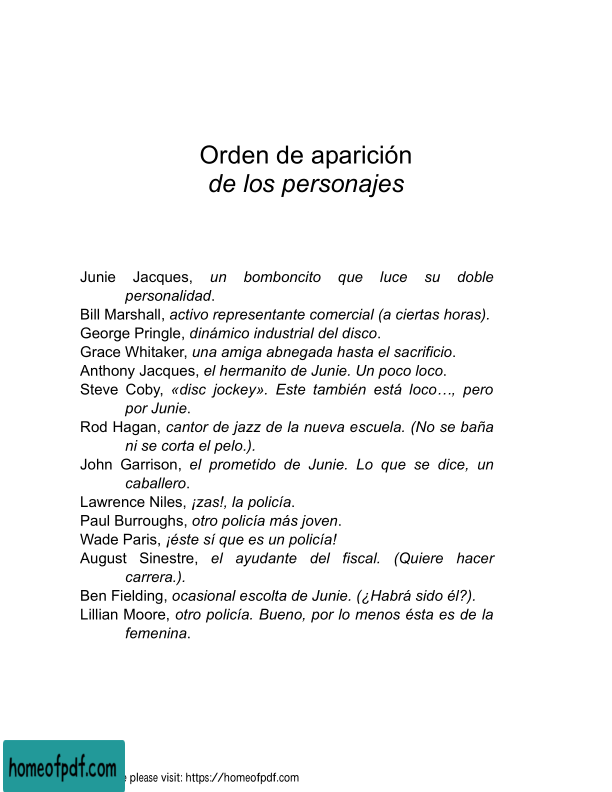 Orden de aparición
de los personajes
Junie Jacques, un bomboncito que luce su doble
personalidad.
Bill Marshall, activo representante comercial (a ciertas horas).
George Pringle, dinámico industrial del disco.
Grace Whitaker, una amiga abnegada hasta el sacrificio.
Anthony Jacques, el hermanito de Junie. Un poco loco.
Steve Coby, «disc jockey». Este también está loco…, pero
por Junie.
Rod Hagan, cantor de jazz de la nueva escuela. (No se baña
ni se corta el pelo.).
John Garrison, el prometido de Junie. Lo que se dice, un
caballero.
Lawrence Niles, ¡zas!, la policía.
Paul Burroughs, otro policía más joven.
Wade Paris, ¡éste sí que es un policía!
August Sinestre, el ayudante del fiscal. (Quiere hacer
carrera.).
Ben Fielding, ocasional escolta de Junie. (¿Habrá sido él?).
Lillian Moore, otro policía. Bueno, por lo menos ésta es de la
femenina.
homeofpdf.com
please visit: https://homeofpdf.com